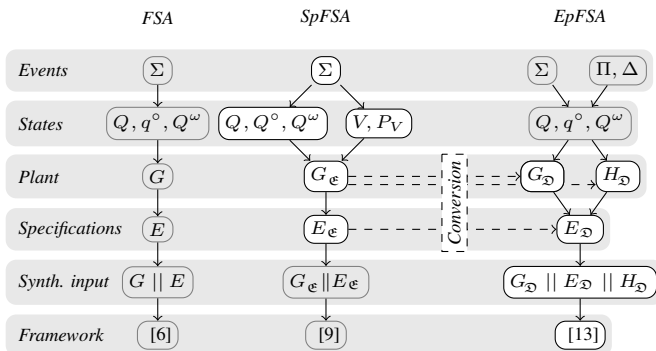 FSA SpFSA EpFSA
Events Σ Σ Σ Π, Δ
States Q, q°, Q^ω Q, Q°, Q^ω V, P_V Q, q°, Q^ω
Plant G G_𝔈 G_𝔇 H_𝔇
Conversion
Specifications E E_𝔈 E_𝔇
Synth. input G || E G_𝔈 || E_𝔈 G_𝔇 || E_𝔇 || H_𝔇
Framework [6] [9] [13]